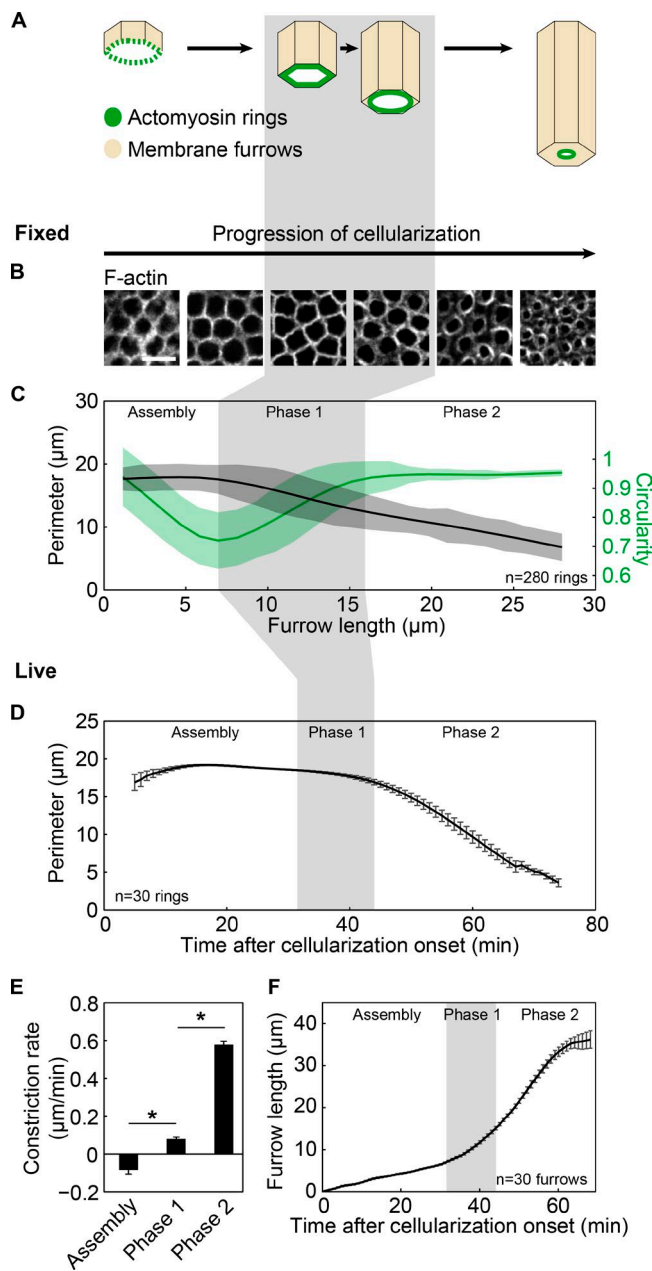 A
Actomyosin rings
Membrane furrows
Fixed
Progression of cellularization
B
F-actin
C
Assembly Phase 1 Phase 2
30
20
10
0
Perimeter (µm)
1
0.9
0.8
0.7
0.6
Circularity
n=280 rings
0 5 10 15 20 25 30
Furrow length (µm)
Live
D
Assembly Phase 1 Phase 2
25
20
15
10
5
0
Perimeter (µm)
n=30 rings
0 20 40 60 80
Time after cellularization onset (min)
E
0.8
0.6
0.4
0.2
0
−0.2
Constriction rate
(µm/min)
*
*
Assembly
Phase 1
Phase 2
F
Assembly Phase 1 Phase 2
40
30
20
10
0
Furrow length (µm)
n=30 furrows
0 20 40 60
Time after cellularization onset (min)